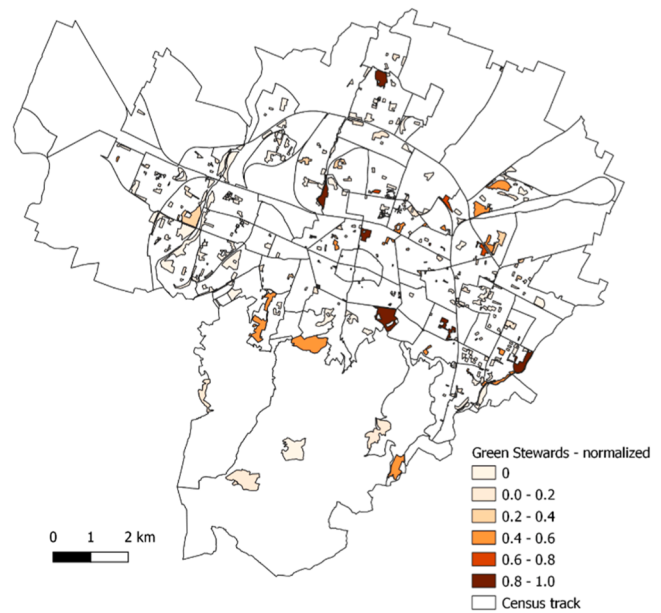 Green Stewards - normalized
0
0.0 - 0.2
0.2 - 0.4
0.4 - 0.6
0.6 - 0.8
0.8 - 1.0
Census track
0 1 2 km